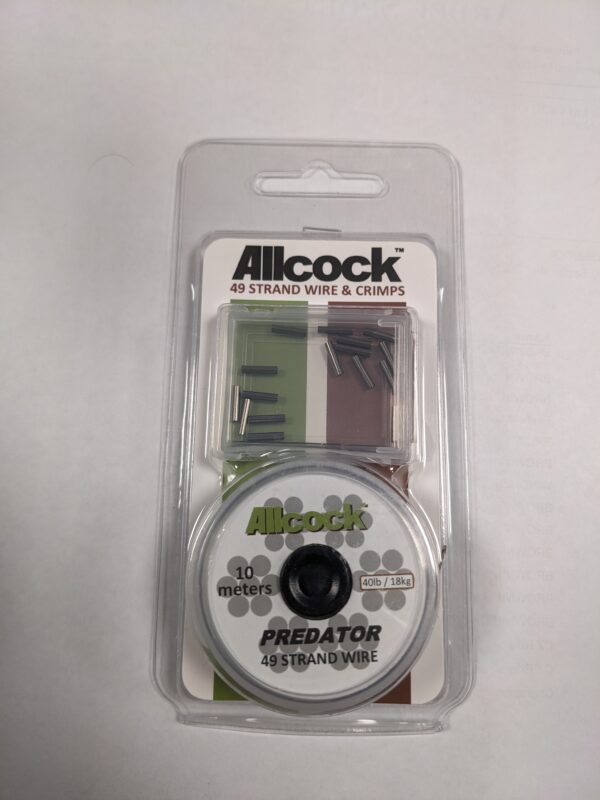 Allcock™
49 STRAND WIRE & CRIMPS
Allcock™
10
meters
40lb / 18kg
PREDATOR
49 STRAND WIRE